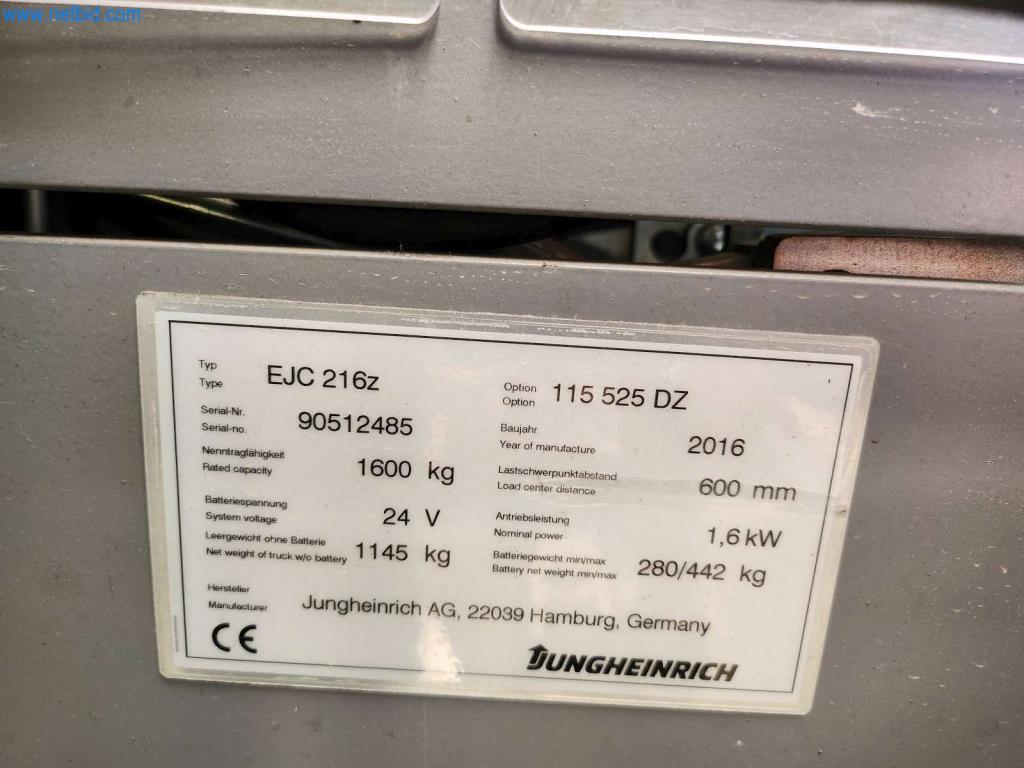 www.netbid.com
Typ
Type
EJC 216z
Option
Option
115 525 DZ
Serial-Nr.
Serial-no.
90512485
Baujahr
Year of manufacture
2016
Nenntragfähigkeit
Rated capacity
1600 kg
Lastschwerpunktabstand
Load center distance
600 mm
Batteriespannung
System voltage
24 V
Antriebsleistung
Nominal power
1,6 kW
Leergewicht ohne Batterie
Net weight of truck w/o battery
1145 kg
Batteriegewicht min/max
Battery net weight min/max
280/442 kg
Hersteller
Manufacturer
Jungheinrich AG, 22039 Hamburg, Germany
CE
JUNGHEINRICH